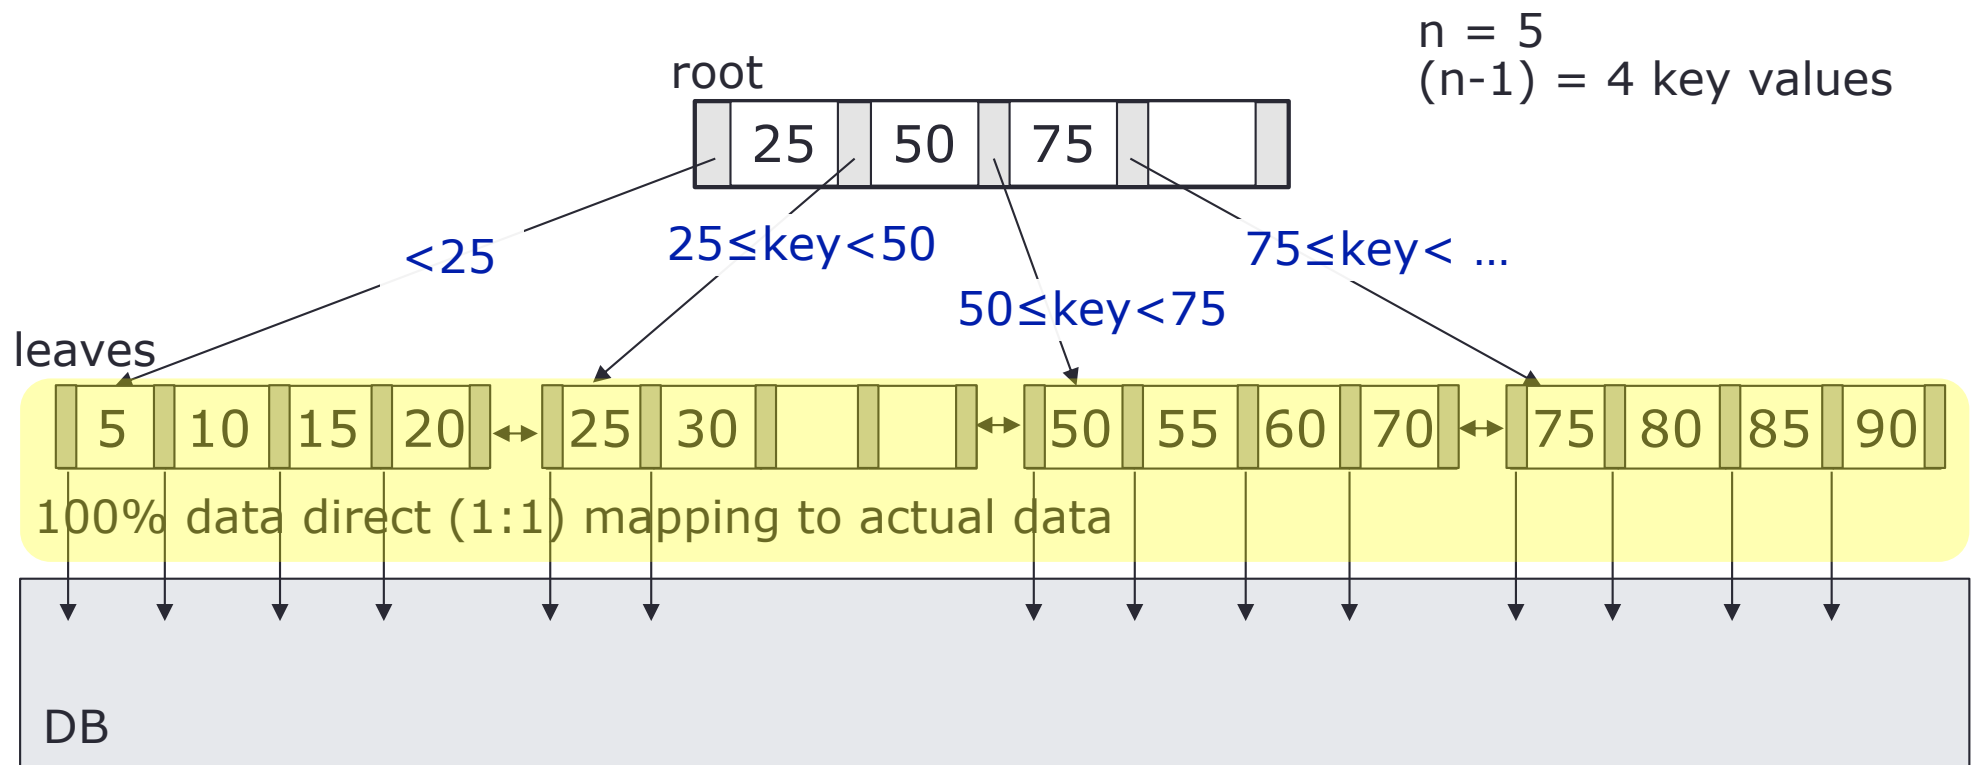 n = 5
(n-1) = 4 key values
root
25 50 75
<25
25≤key<50
50≤key<75
75≤key< ...
leaves
5 10 15 20 25 30 50 55 60 70 75 80 85 90
100% data direct (1:1) mapping to actual data
DB